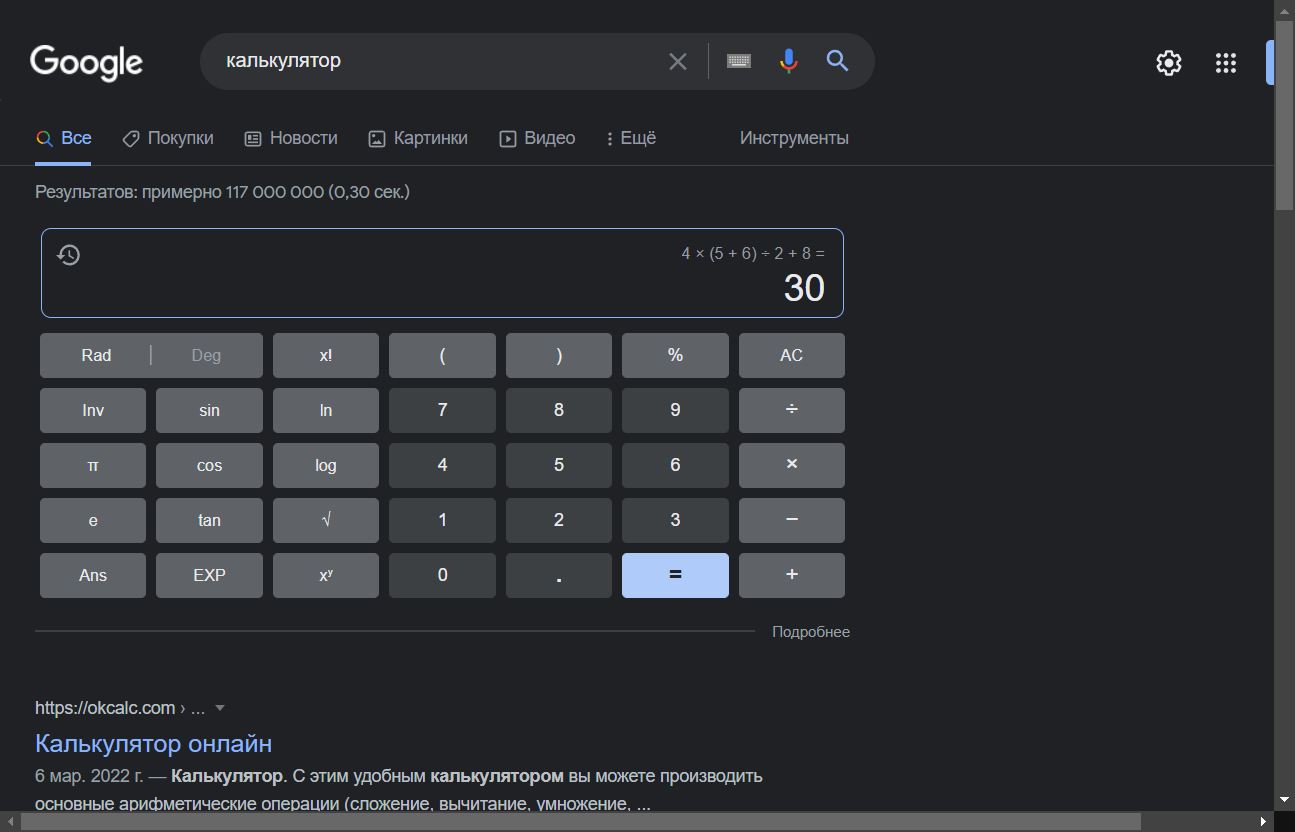 Google
калькулятор
Все Покупки Новости Картинки Видео Ещё Инструменты
Результатов: примерно 117 000 000 (0,30 сек.)
4 × (5 + 6) ÷ 2 + 8 =
30
Rad | Deg x! ( ) % AC
Inv sin ln 7 8 9 ÷
π cos log 4 5 6 ×
e tan √ 1 2 3 −
Ans EXP xʸ 0 . = +
Подробнее
https://okcalc.com › ...
Калькулятор онлайн
6 мар. 2022 г. — Калькулятор. С этим удобным калькулятором вы можете производить
основные арифметические операции (сложение, вычитание, умножение, ...